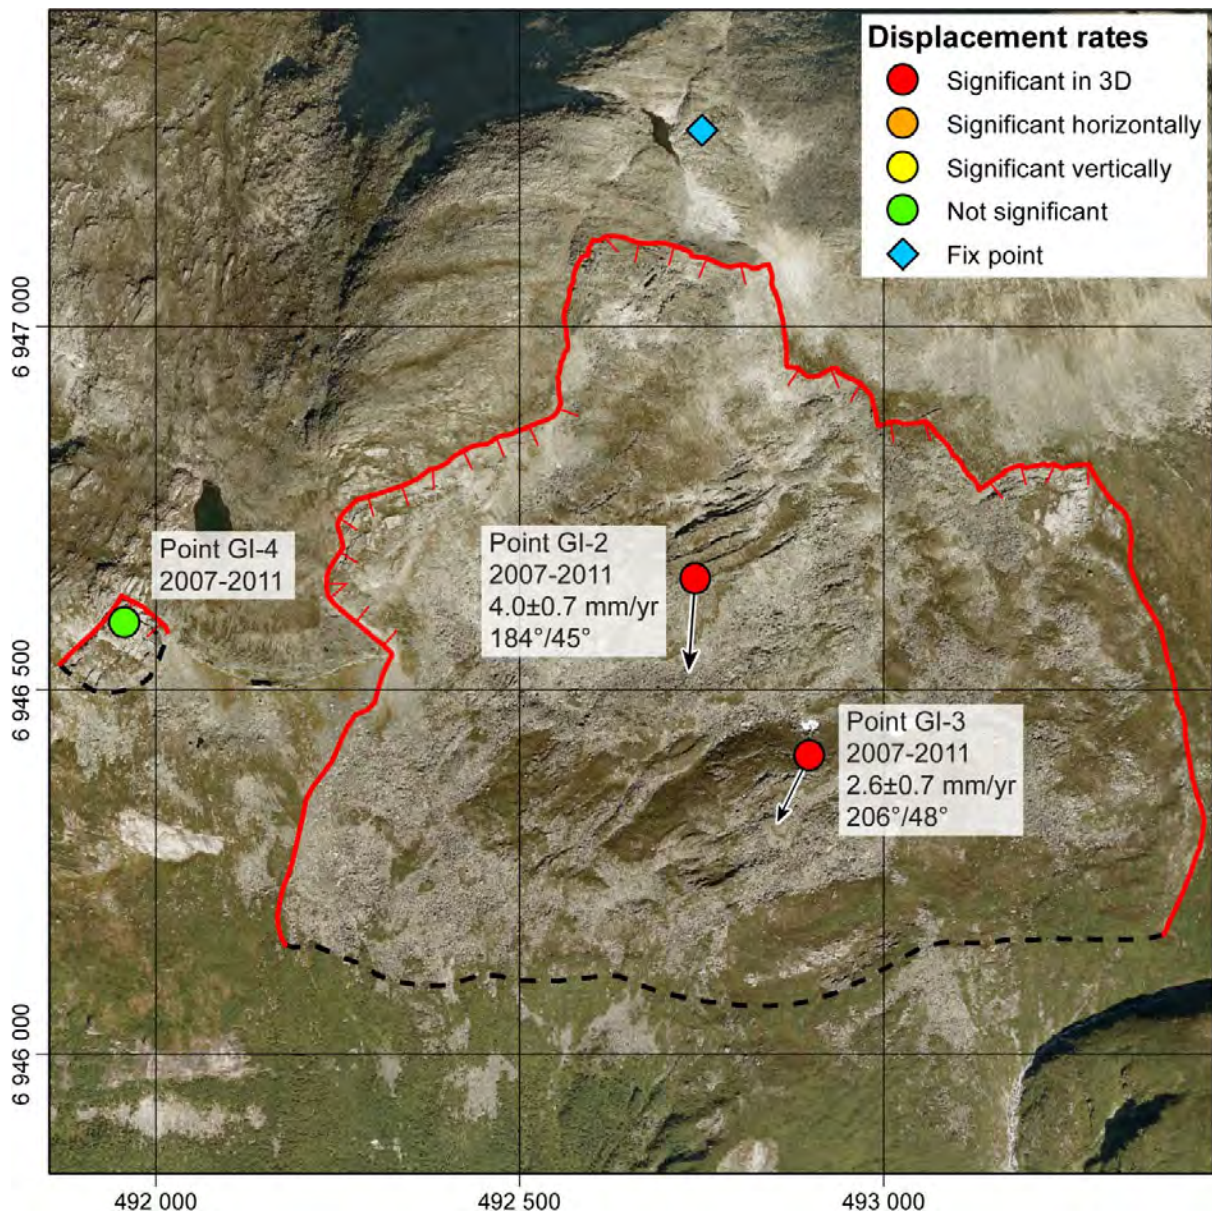 Displacement rates
Significant in 3D
Significant horizontally
Significant vertically
Not significant
Fix point
6 947 000
Point GI-4
2007-2011
Point GI-2
2007-2011
4.0±0.7 mm/yr
184°/45°
6 946 500
Point GI-3
2007-2011
2.6±0.7 mm/yr
206°/48°
6 946 000
492 000
492 500
493 000